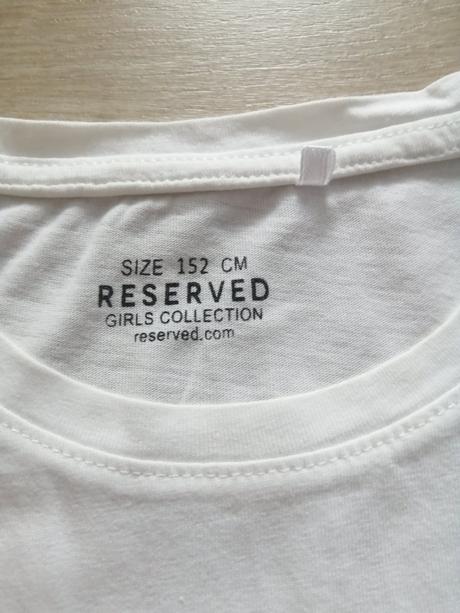 SIZE 152 CM
RESERVED
GIRLS COLLECTION
reserved.com